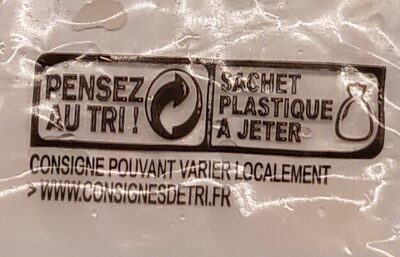 PENSEZ
AU TRI !
SACHET
PLASTIQUE
À JETER
CONSIGNE POUVANT VARIER LOCALEMENT
> WWW.CONSIGNESDETRI.FR